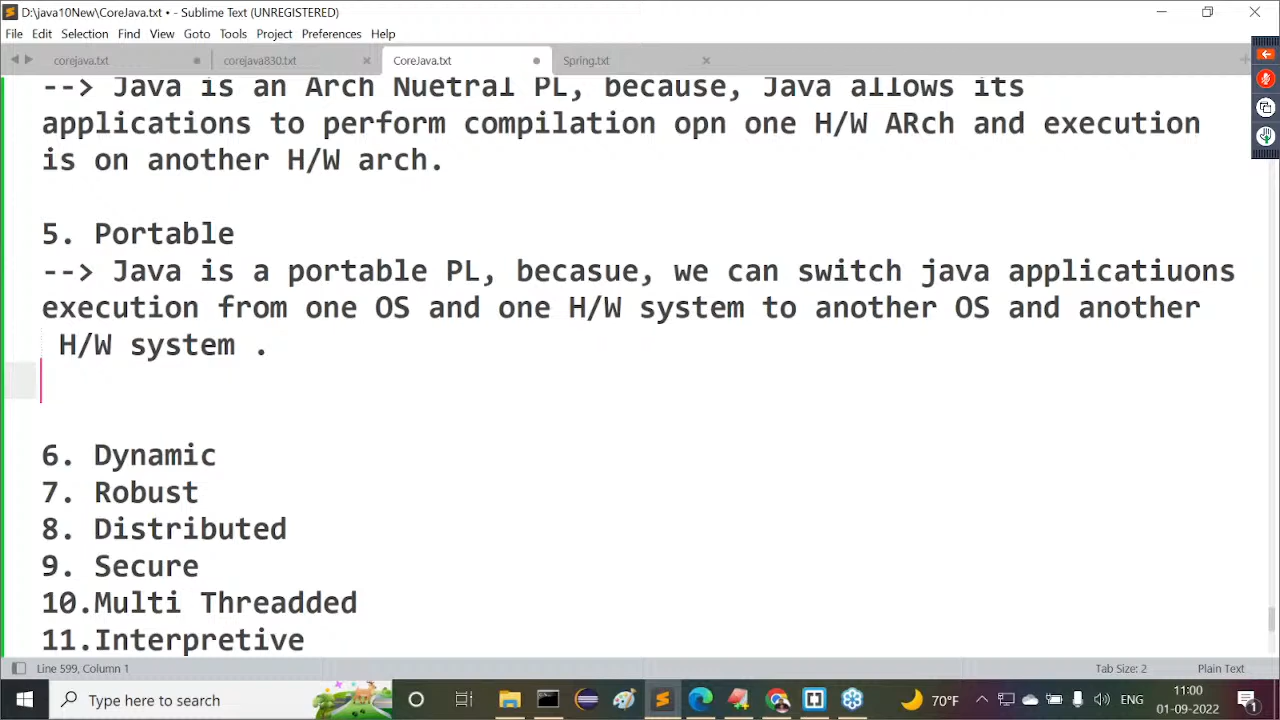 D:\java10New\CoreJava.txt • - Sublime Text (UNREGISTERED)
File Edit Selection Find View Goto Tools Project Preferences Help
corejava.txt corejava830.txt CoreJava.txt Spring.txt
--> Java is an Arch Nuetral PL, because, Java allows its
applications to perform compilation opn one H/W ARch and execution
is on another H/W arch.
5. Portable
--> Java is a portable PL, becasue, we can switch java applicatiuons
execution from one OS and one H/W system to another OS and another
H/W system .
6. Dynamic
7. Robust
8. Distributed
9. Secure
10.Multi Threadded
11.Interpretive
Line 599, Column 1 Tab Size: 2 Plain Text
Type here to search 70°F ENG 11:00
01-09-2022 1